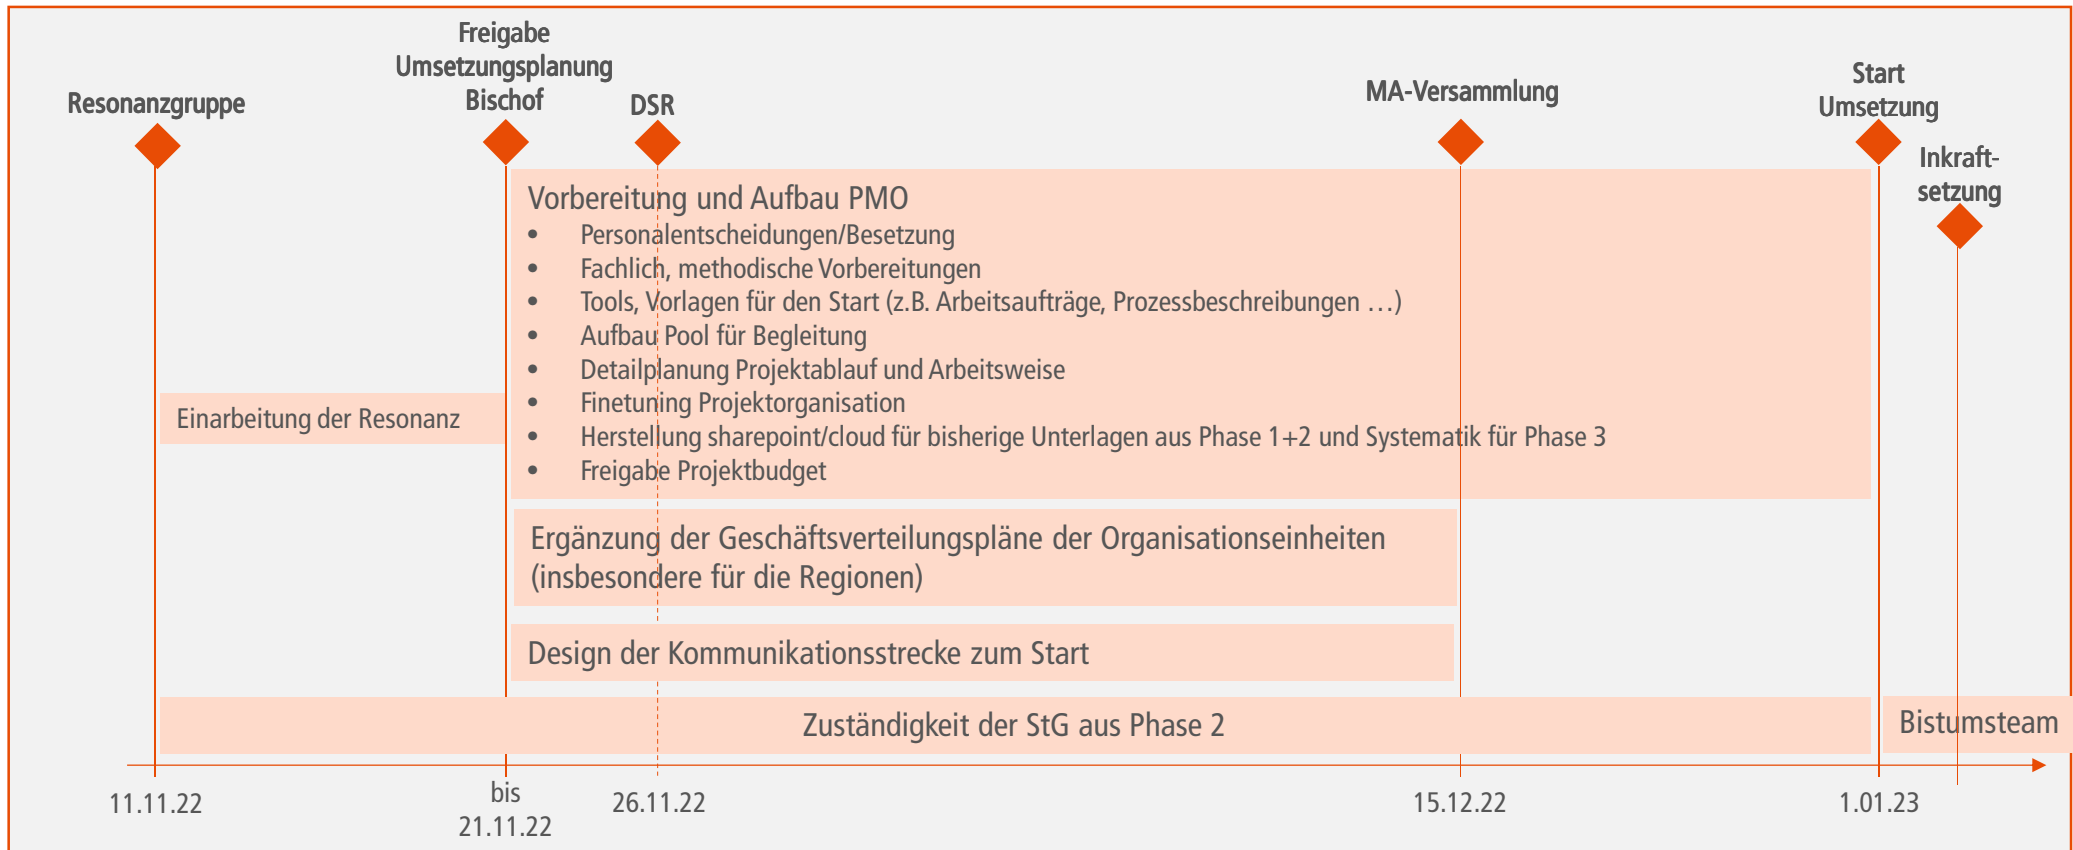 Resonanzgruppe
Freigabe
Umsetzungsplanung
Bischof
DSR
MA-Versammlung
Start
Umsetzung
Inkraft-
setzung
Vorbereitung und Aufbau PMO
• Personalentscheidungen/Besetzung
• Fachlich, methodische Vorbereitungen
• Tools, Vorlagen für den Start (z.B. Arbeitsaufträge, Prozessbeschreibungen …)
• Aufbau Pool für Begleitung
• Detailplanung Projektablauf und Arbeitsweise
• Finetuning Projektorganisation
• Herstellung sharepoint/cloud für bisherige Unterlagen aus Phase 1+2 und Systematik für Phase 3
• Freigabe Projektbudget
Einarbeitung der Resonanz
Ergänzung der Geschäftsverteilungspläne der Organisationseinheiten
(insbesondere für die Regionen)
Design der Kommunikationsstrecke zum Start
Zuständigkeit der StG aus Phase 2
Bistumsteam
11.11.22
bis
21.11.22
26.11.22
15.12.22
1.01.23